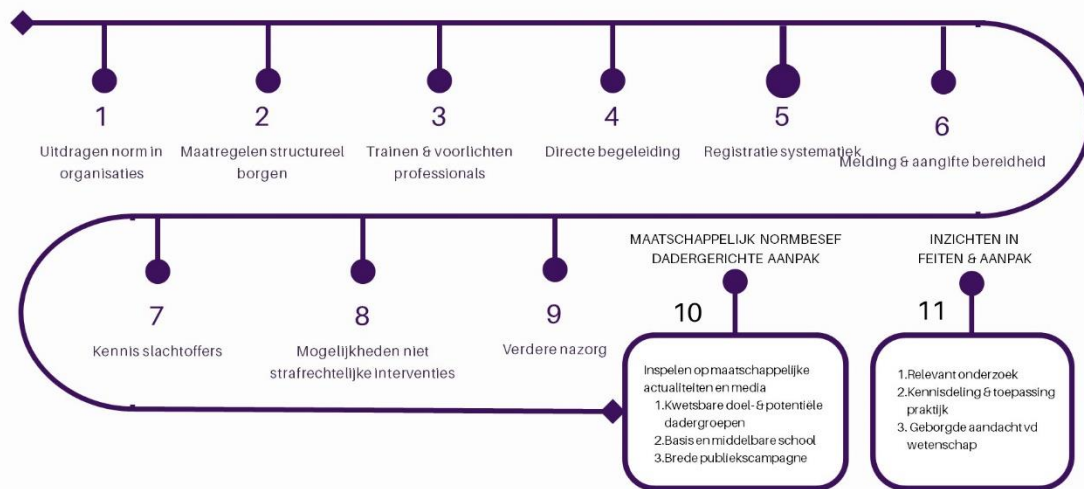 1
Uitdragen norm in
organisaties
2
Maatregelen structureel
borgen
3
Trainen & voorlichten
professionals
4
Directe begeleiding
5
Registratie systematiek
6
Melding & aangifte bereidheid
7
Kennis slachtoffers
8
Mogelijkheden niet
strafrechtelijke interventies
9
Verdere nazorg
MAATSCHAPPELIJK NORMBESEF
DADERGERICHTE AANPAK
10
Inspelen op maatschappelijke
actualiteiten en media
1.Kwetsbare doel- & potentiële
dadergroepen
2.Basis en middelbare school
3.Brede publiekscampagne
INZICHTEN IN
FEITEN & AANPAK
11
1.Relevant onderzoek
2.Kennisdeling & toepassing
praktijk
3. Geborgde aandacht vd
wetenschap